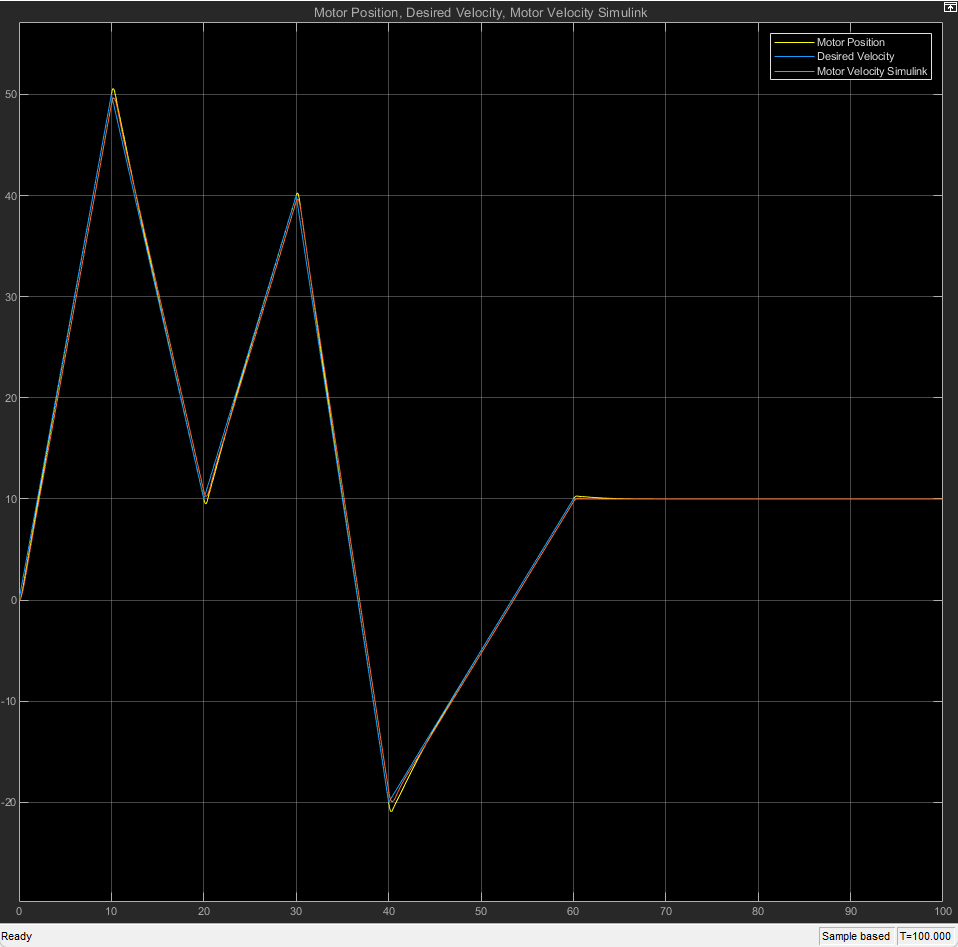 Motor Position, Desired Velocity, Motor Velocity Simulink
Motor Position
Desired Velocity
Motor Velocity Simulink
50
40
30
20
10
0
-10
-20
0 10 20 30 40 50 60 70 80 90 100
Ready Sample based T=100.000